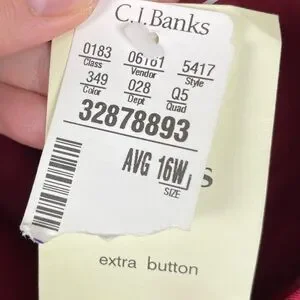 C.J.Banks
0183 06161 5417
Class Vendor Style
349 028 Q5
Color Dept Quad
32878893
AVG 16W
SIZE
s
extra button